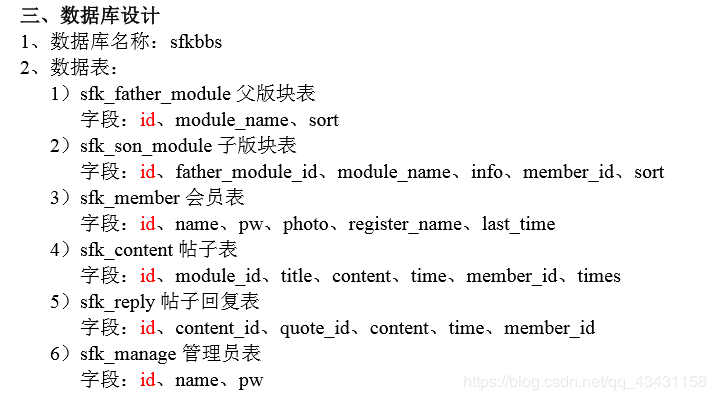 三、数据库设计
1、数据库名称：sfkbbs
2、数据表：
1）sfk_father_module 父版块表
字段：id、module_name、sort
2）sfk_son_module 子版块表
字段：id、father_module_id、module_name、info、member_id、sort
3）sfk_member 会员表
字段：id、name、pw、photo、register_name、last_time
4）sfk_content 帖子表
字段：id、module_id、title、content、time、member_id、times
5）sfk_reply 帖子回复表
字段：id、content_id、quote_id、content、time、member_id
6）sfk_manage 管理员表
字段：id、name、pw
https://blog.csdn.net/qq_43431158